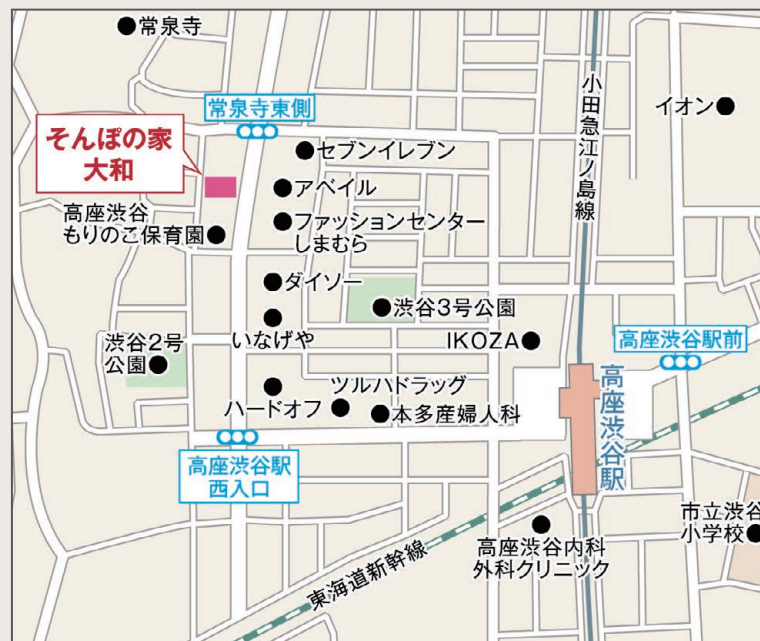 常泉寺
常泉寺東側
そんぽの家
大和
セブンイレブン
アベイル
ファッションセンター
しまむら
高座渋谷
もりのこ保育園
ダイソー
いなげや
渋谷3号公園
渋谷2号
公園
IKOZA
ハードオフ
ツルハドラッグ
本多産婦人科
高座渋谷駅
西入口
小田急江ノ島線
イオン
高座渋谷駅前
高座渋谷駅
東海道新幹線
高座渋谷内科
外科クリニック
市立渋谷
小学校